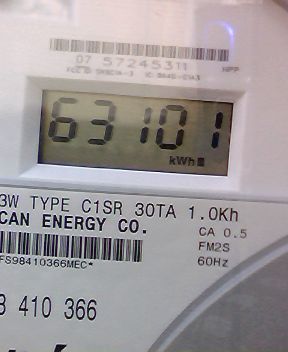 07 57245311
NPP
63101
kWh
3W TYPE C1SR 30TA 1.0Kh
CAN ENERGY CO.
CA 0.5
FM2S
60Hz
FS98410366MEC*
8 410 366